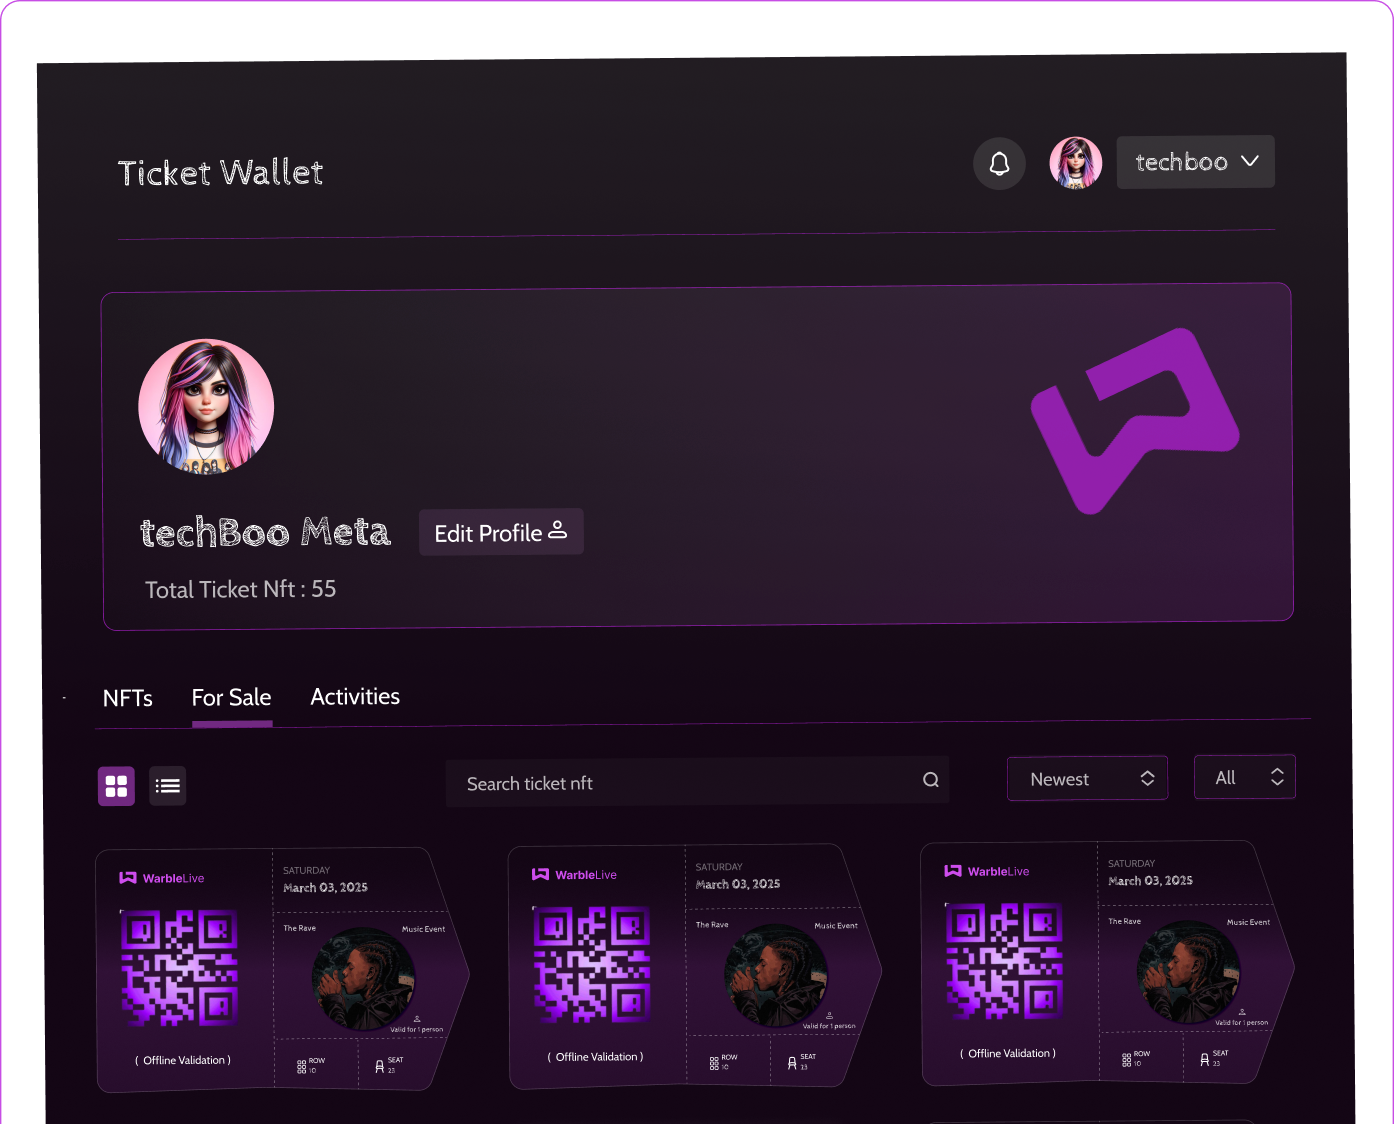 Ticket Wallet
techboo
techBoo Meta
Edit Profile
Total Ticket Nft : 55
NFTs
For Sale
Activities
Search ticket nft
Newest
All
WarbleLive
SATURDAY
March 03, 2025
The Rave
Music Event
Valid for 1 person
( Offline Validation )
ROW
10
SEAT
23
WarbleLive
SATURDAY
March 03, 2025
The Rave
Music Event
Valid for 1 person
( Offline Validation )
ROW
10
SEAT
23
WarbleLive
SATURDAY
March 03, 2025
The Rave
Music Event
Valid for 1 person
( Offline Validation )
ROW
10
SEAT
23